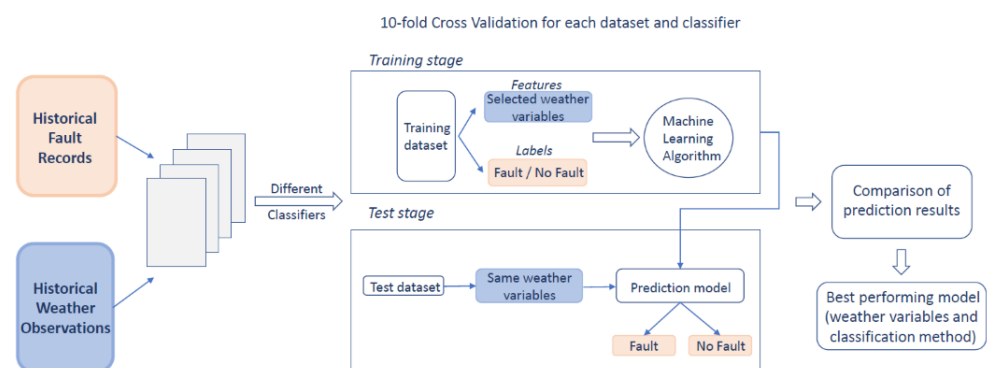 10-fold Cross Validation for each dataset and classifier
Training stage
Historical
Fault
Records
Historical
Weather
Observations
Different
Classifiers
Training
dataset
Features
Selected weather
variables
Labels
Fault / No Fault
Machine
Learning
Algorithm
Test stage
Test dataset
Same weather
variables
Prediction model
Fault
No Fault
Comparison of
prediction results
Best performing model
(weather variables and
classification method)